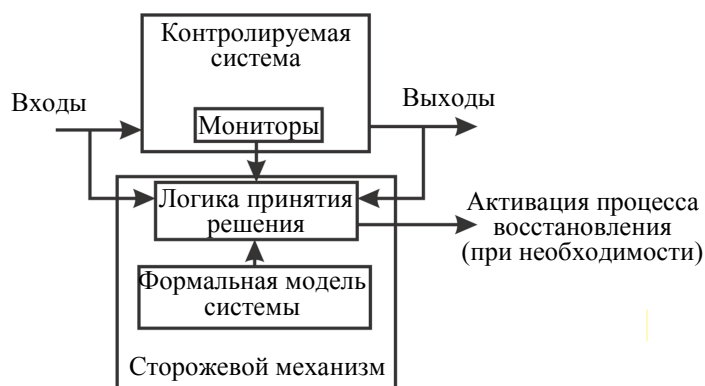 Контролируемая
система
Входы
Выходы
Мониторы
Логика принятия
решения
Активация процесса
восстановления
(при необходимости)
Формальная модель
системы
Сторожевой механизм